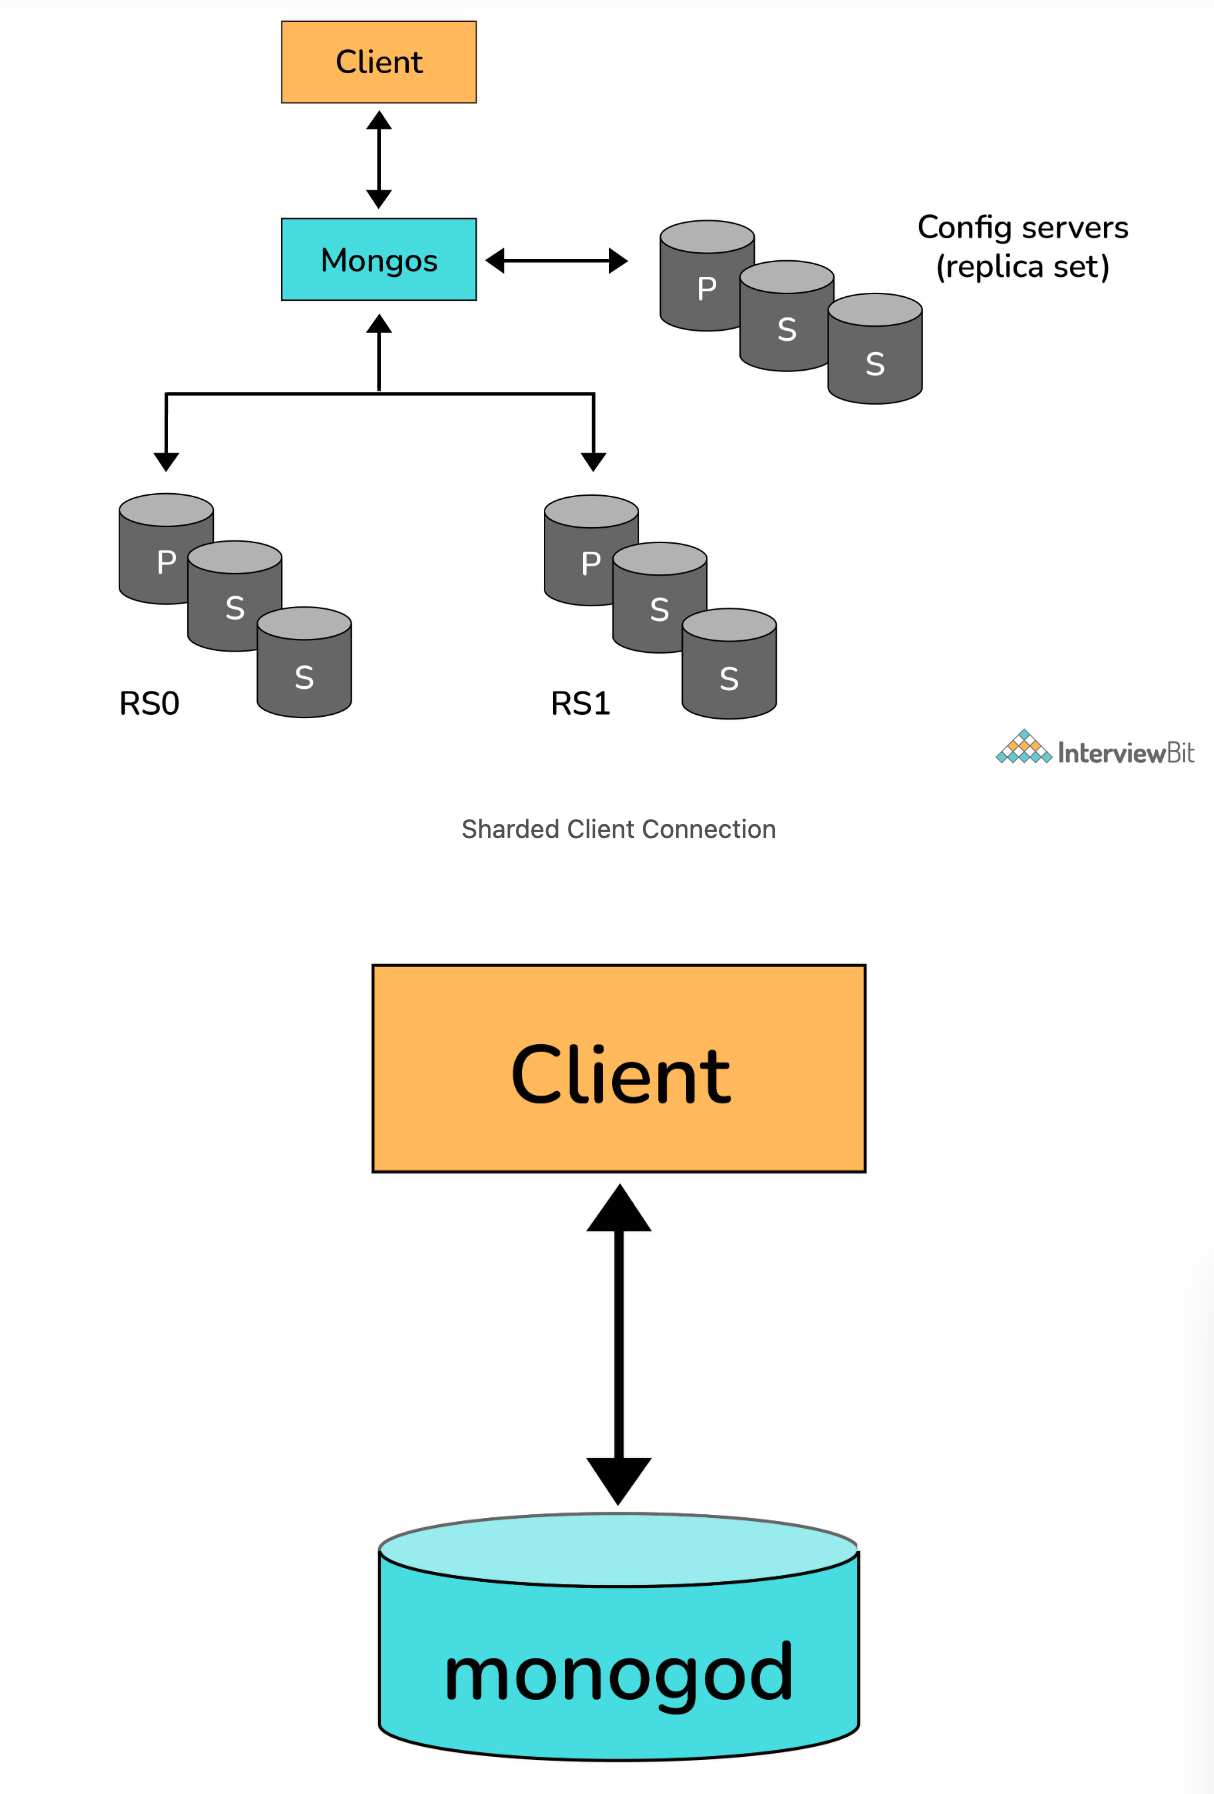 Client
Mongos
Config servers
(replica set)
P
S
S
P
S
S
RS0
P
S
S
RS1
InterviewBit
Sharded Client Connection
Client
monogod